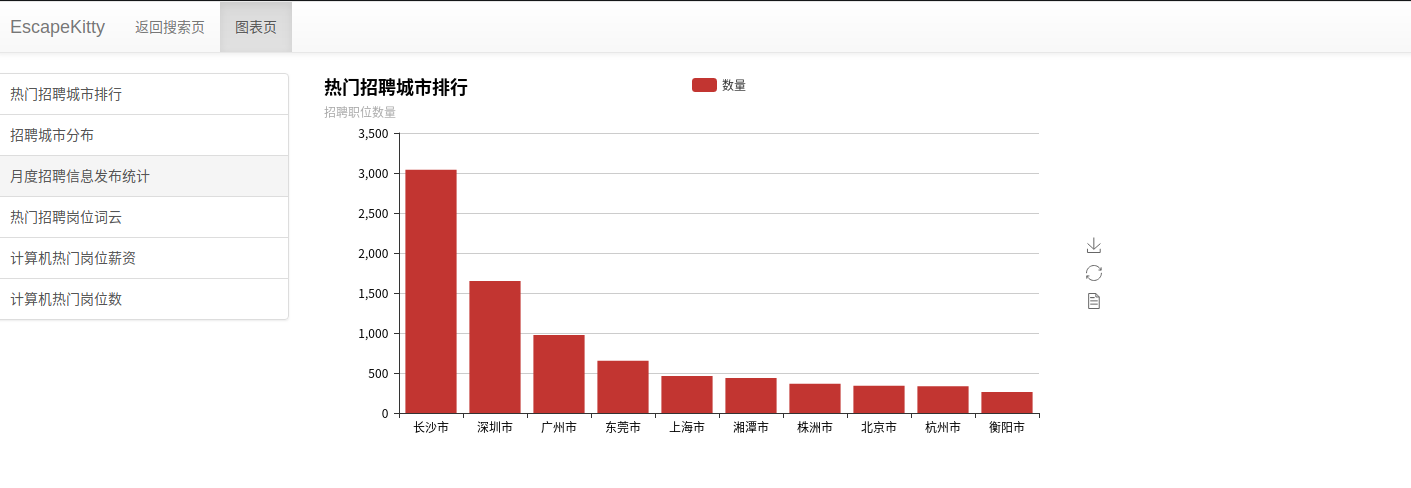 EscapeKitty 返回搜索页 图表页
热门招聘城市排行
招聘城市分布
月度招聘信息发布统计
热门招聘岗位词云
计算机热门岗位薪资
计算机热门岗位数
热门招聘城市排行
数量
招聘职位数量
3,500
3,000
2,500
2,000
1,500
1,000
500
0
长沙市 深圳市 广州市 东莞市 上海市 湘潭市 株洲市 北京市 杭州市 衡阳市